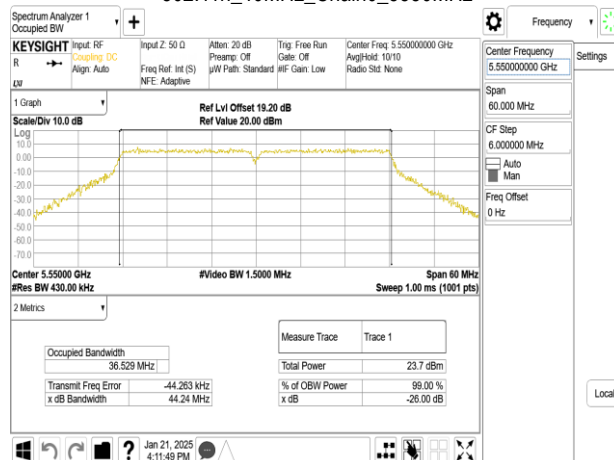 Spectrum Analyzer 1
Occupied BW
Frequency
KEYSIGHT
R
LXI
Input: RF
Coupling: DC
Align: Auto
Input Z: 50 Ω
Freq Ref: Int (S)
NFE: Adaptive
Atten: 20 dB
Preamp: Off
µW Path: Standard
Trig: Free Run
Gate: Off
#IF Gain: Low
Center Freq: 5.550000000 GHz
Avg|Hold: 10/10
Radio Std: None
Center Frequency
5.550000000 GHz
Settings
Span
60.000 MHz
CF Step
6.000000 MHz
Auto
Man
Freq Offset
0 Hz
Local
1 Graph
Scale/Div 10.0 dB
Ref Lvl Offset 19.20 dB
Ref Value 20.00 dBm
Log
10.0
0.00
-10.0
-20.0
-30.0
-40.0
-50.0
-60.0
-70.0
Center 5.55000 GHz
#Video BW 1.5000 MHz
Span 60 MHz
#Res BW 430.00 kHz
Sweep 1.00 ms (1001 pts)
2 Metrics
Measure Trace Trace 1
Occupied Bandwidth
36.529 MHz
Total Power 23.7 dBm
Transmit Freq Error -44.263 kHz
% of OBW Power 99.00 %
x dB Bandwidth 44.24 MHz
x dB -26.00 dB
Jan 21, 2025
4:11:49 PM